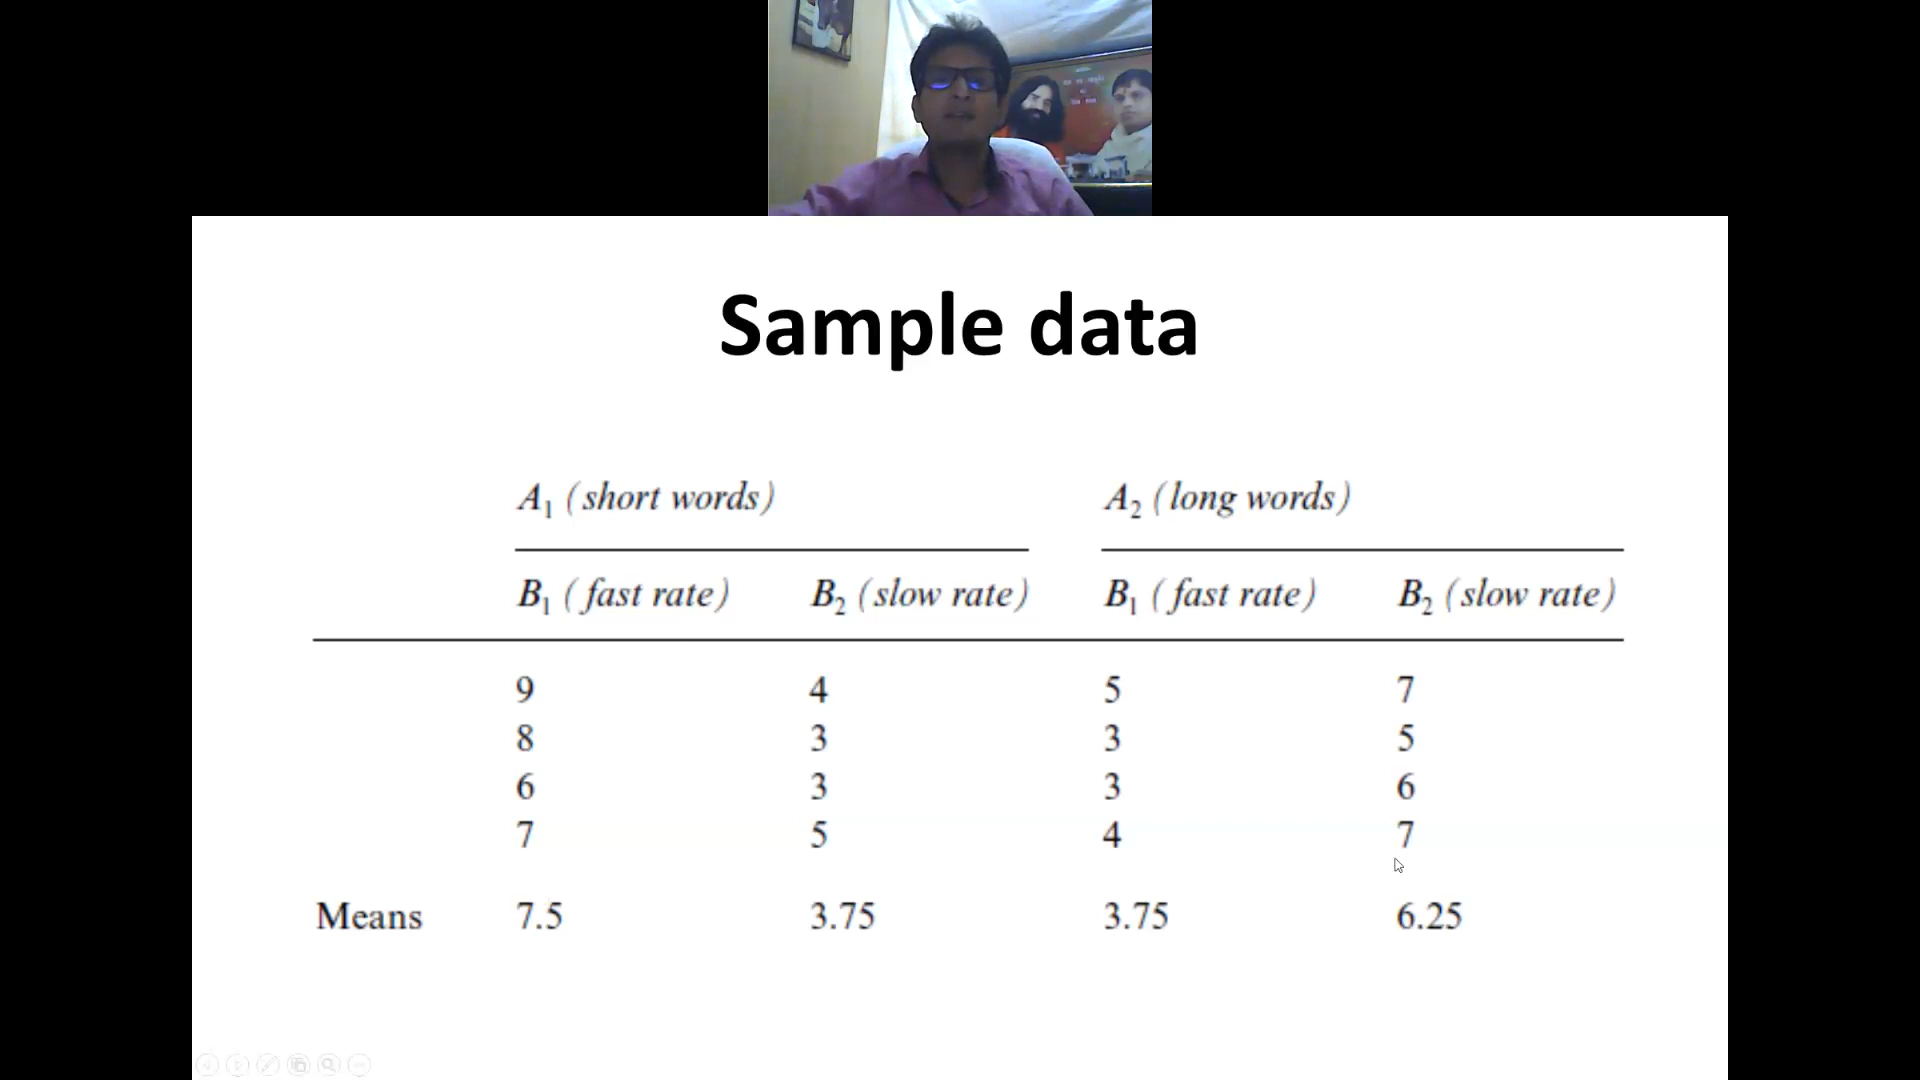 Sample data
A₁ (short words) A₂ (long words)
B₁ (fast rate) B₂ (slow rate) B₁ (fast rate) B₂ (slow rate)
9 4 5 7
8 3 3 5
6 3 3 6
7 5 4 7
Means 7.5 3.75 3.75 6.25